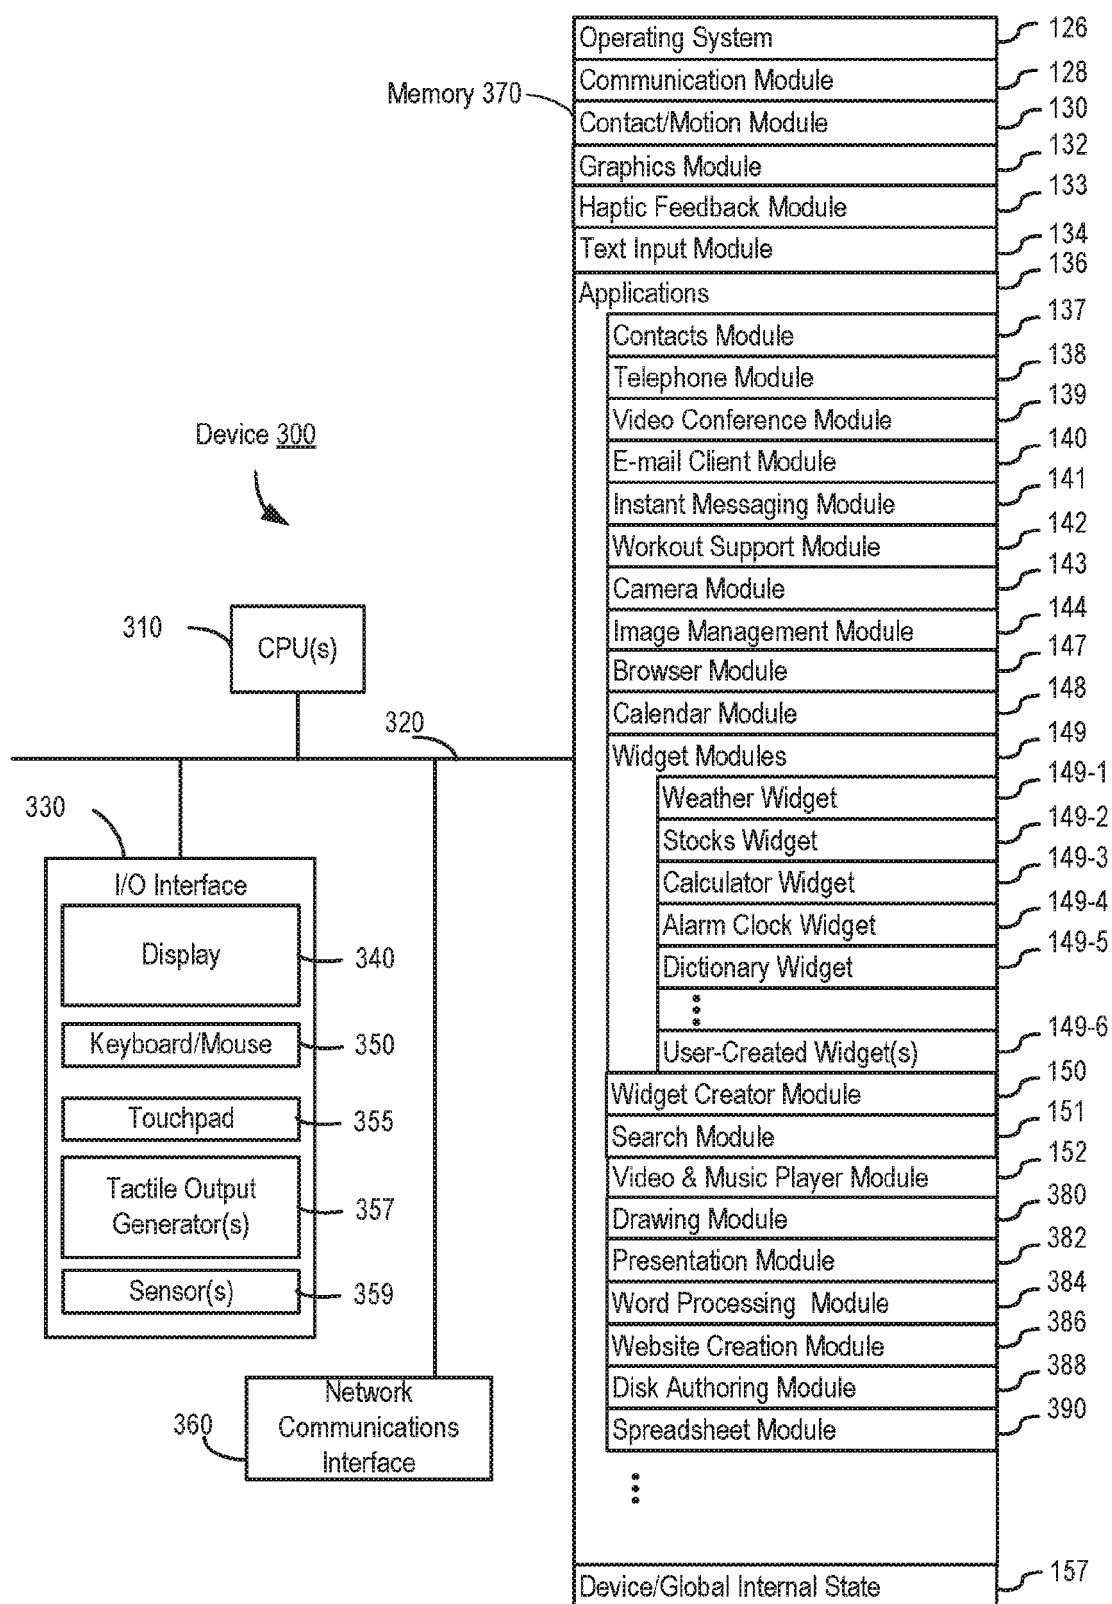 Device 300
310
CPU(s)
320
330
I/O Interface
Display
340
Keyboard/Mouse
350
Touchpad
355
Tactile Output
Generator(s)
357
Sensor(s)
359
360
Network
Communications
Interface
Memory 370
Operating System
126
Communication Module
128
Contact/Motion Module
130
Graphics Module
132
Haptic Feedback Module
133
Text Input Module
134
Applications
136
Contacts Module
137
Telephone Module
138
Video Conference Module
139
E-mail Client Module
140
Instant Messaging Module
141
Workout Support Module
142
Camera Module
143
Image Management Module
144
Browser Module
147
Calendar Module
148
Widget Modules
149
Weather Widget
149-1
Stocks Widget
149-2
Calculator Widget
149-3
Alarm Clock Widget
149-4
Dictionary Widget
149-5
User-Created Widget(s)
149-6
Widget Creator Module
150
Search Module
151
Video & Music Player Module
152
Drawing Module
380
Presentation Module
382
Word Processing Module
384
Website Creation Module
386
Disk Authoring Module
388
Spreadsheet Module
390
Device/Global Internal State
157